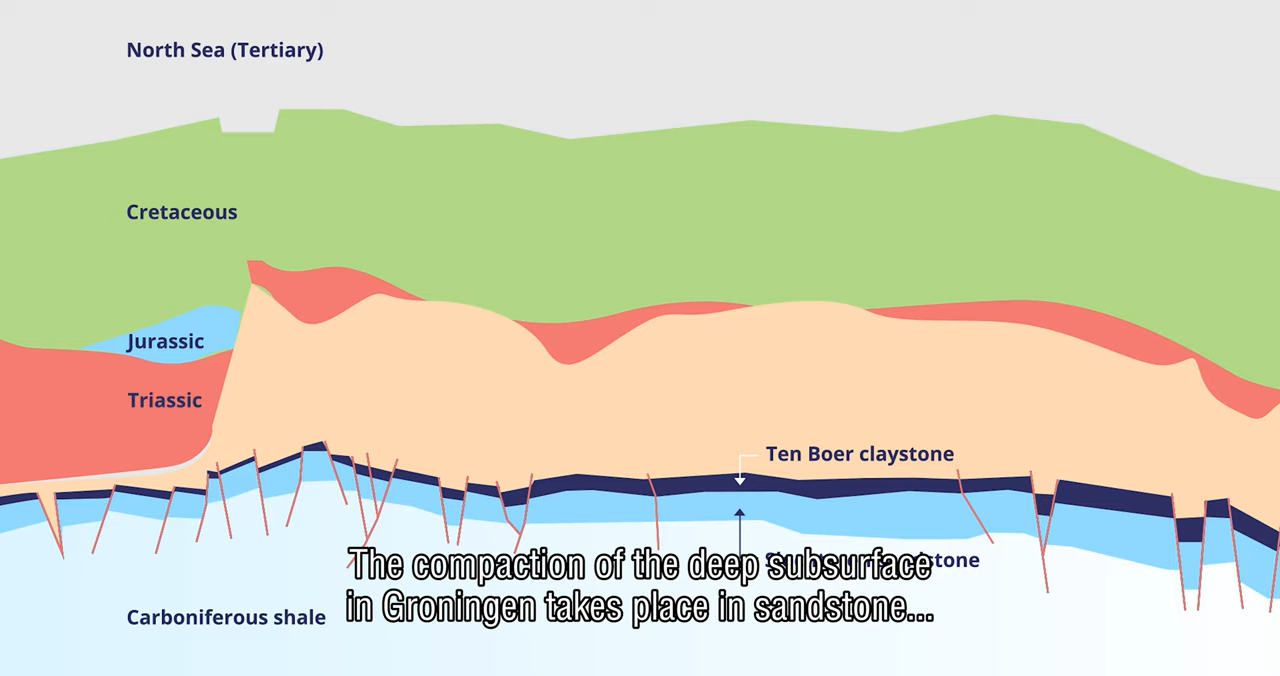 North Sea (Tertiary)
Cretaceous
Jurassic
Triassic
Ten Boer claystone
Carboniferous shale
The compaction of the deep subsurface
in Groningen takes place in sandstone...